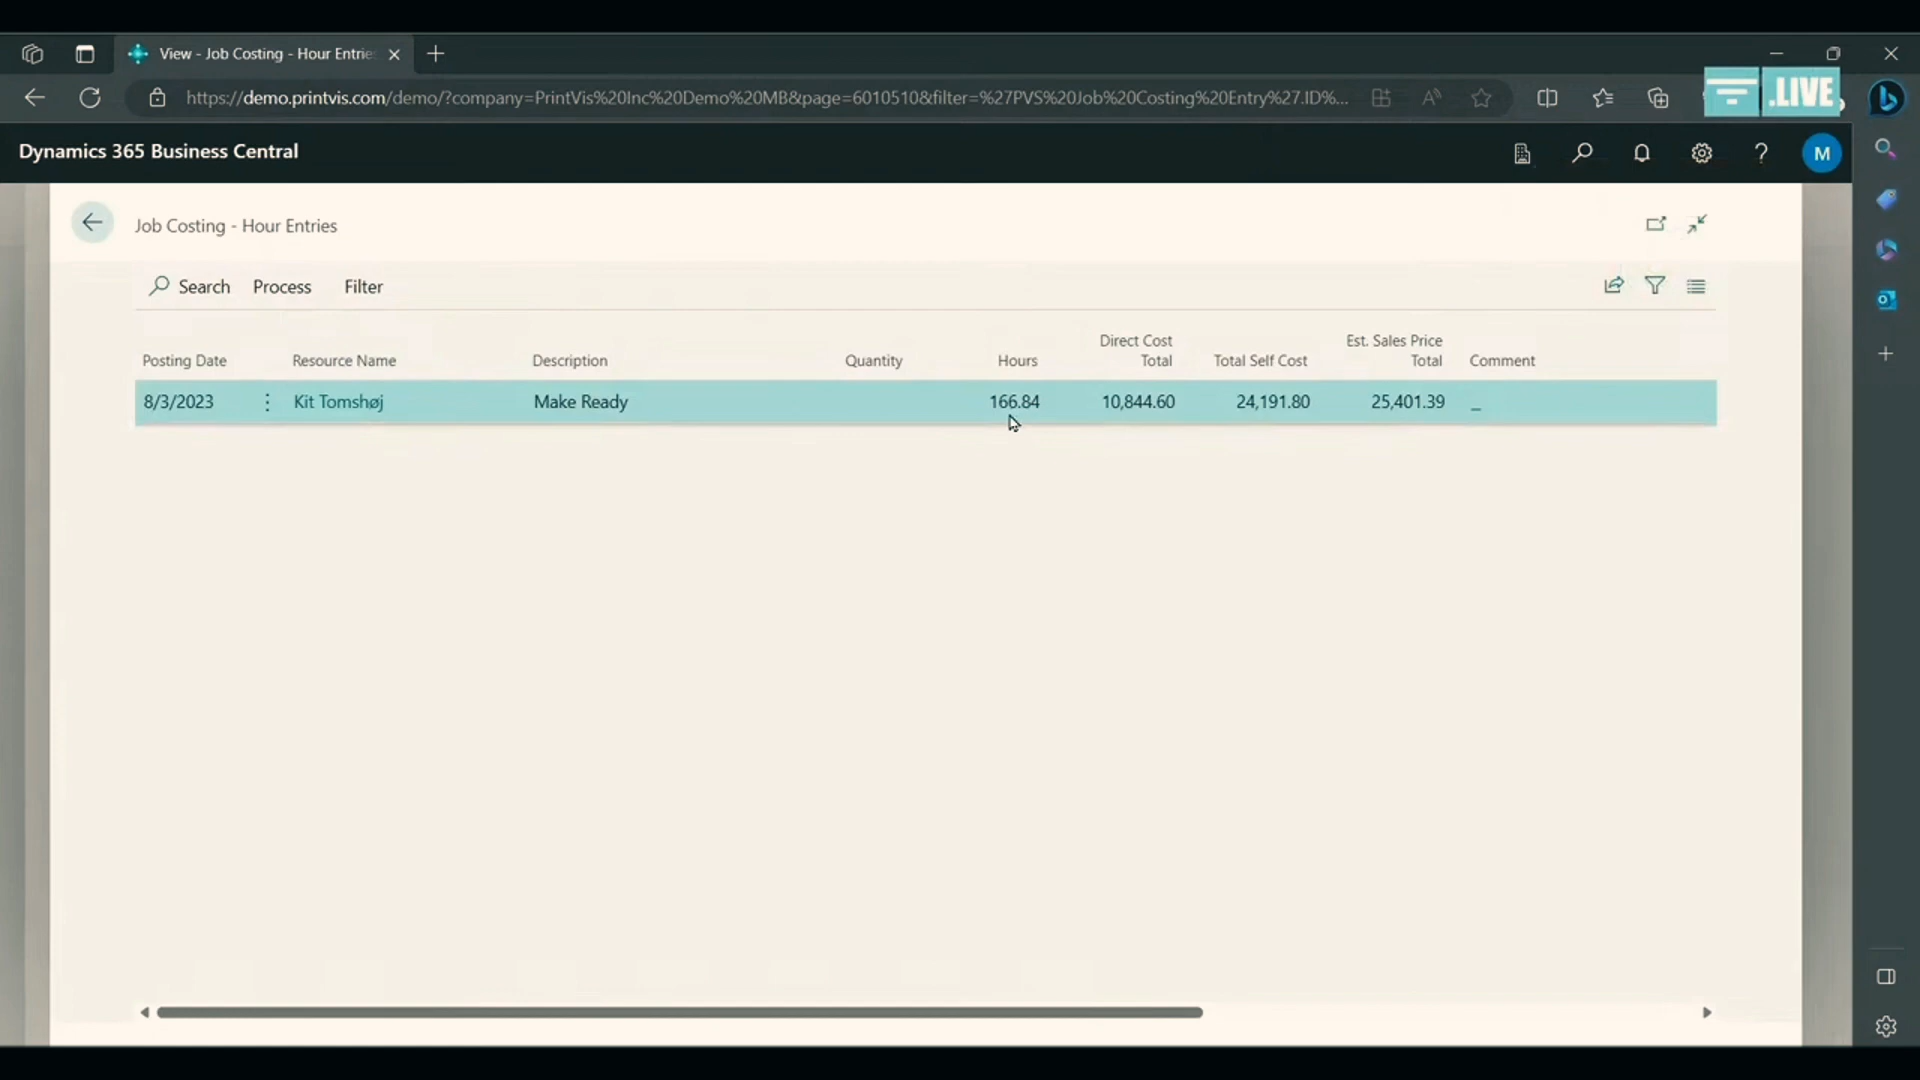 View - Job Costing - Hour Entrie
https://demo.printvis.com/demo/?company=PrintVis%20Inc%20Demo%20MB&page=6010510&filter=%27PVS%20Job%20Costing%20Entry%27.ID%...
.LIVE
Dynamics 365 Business Central
M
Job Costing - Hour Entries
Search Process Filter
Posting Date Resource Name Description Quantity Hours Direct Cost Total Total Self Cost Est. Sales Price Total Comment
8/3/2023 Kit Tomshøj Make Ready 166.84 10,844.60 24,191.80 25,401.39 _